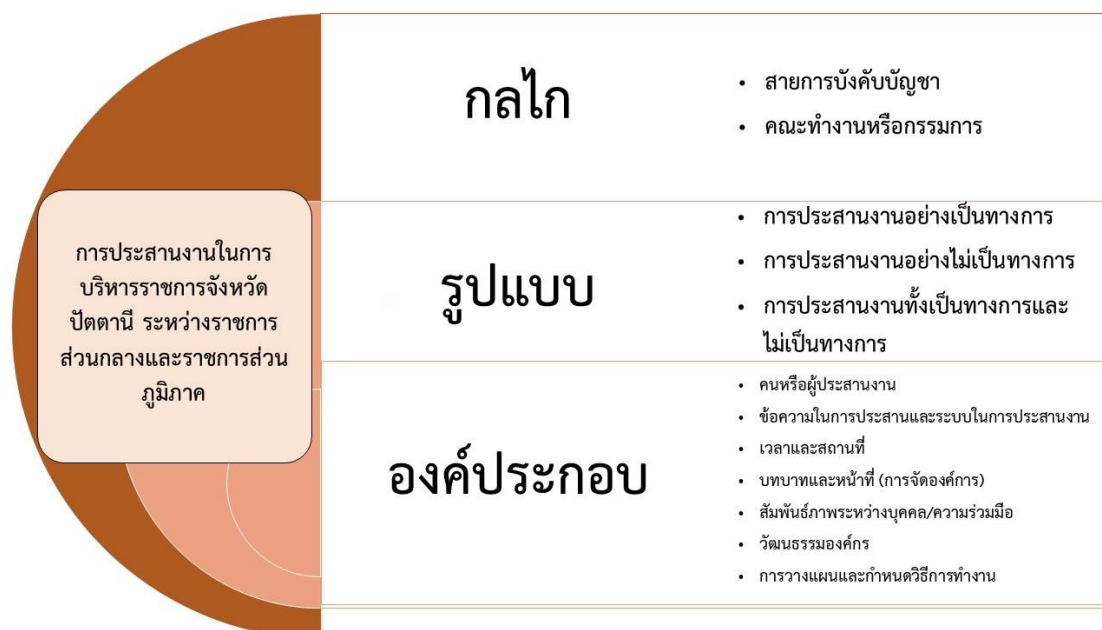 การประสานงานในการ
บริหารราชการจังหวัด
ปัตตานี ระหว่างราชการ
ส่วนกลางและราชการส่วน
ภูมิภาค
กลไก
• สายการบังคับบัญชา
• คณะทำงานหรือกรรมการ
รูปแบบ
• การประสานงานอย่างเป็นทางการ
• การประสานงานอย่างไม่เป็นทางการ
• การประสานงานทั้งเป็นทางการและ
ไม่เป็นทางการ
องค์ประกอบ
• คนหรือผู้ประสานงาน
• ข้อความในการประสานและระบบในการประสานงาน
• เวลาและสถานที่
• บทบาทและหน้าที่ (การจัดองค์การ)
• สัมพันธ์ภาพระหว่างบุคคล/ความร่วมมือ
• วัฒนธรรมองค์กร
• การวางแผนและกำหนดวิธีการทำงาน